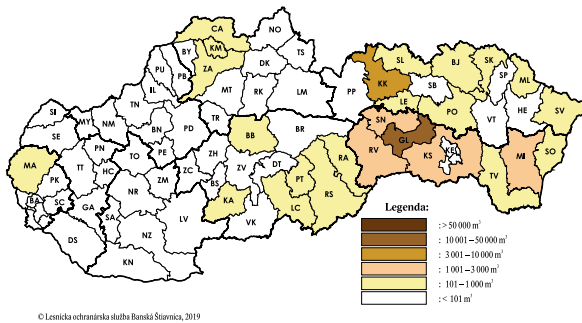 CA
NO
BY
KM
TS
PU
PB
ZA
DK
SL
BJ
SK
SP
ML
IL
MT
RK
LM
PP
KK
SB
HE
SV
TN
LE
PO
VT
SI
MY
NM
BN
PD
TR
BB
BR
SN
GL
SE
PE
RV
KS
KE
MI
SO
MA
PN
TO
ZH
ZV
DT
RA
TV
TT
HC
ZM
ZC
BS
PT
PK
NR
KA
RS
BA
SC
GA
SA
LV
VK
LC
DS
NZ
KN
Legenda:
: > 50 000 m³
: 10 001 – 50 000 m³
: 3 001 – 10 000 m³
: 1 001 – 3 000 m³
: 101 – 1 000 m³
: < 101 m³
© Lesnícka ochranárska služba Banská Štiavnica, 2019